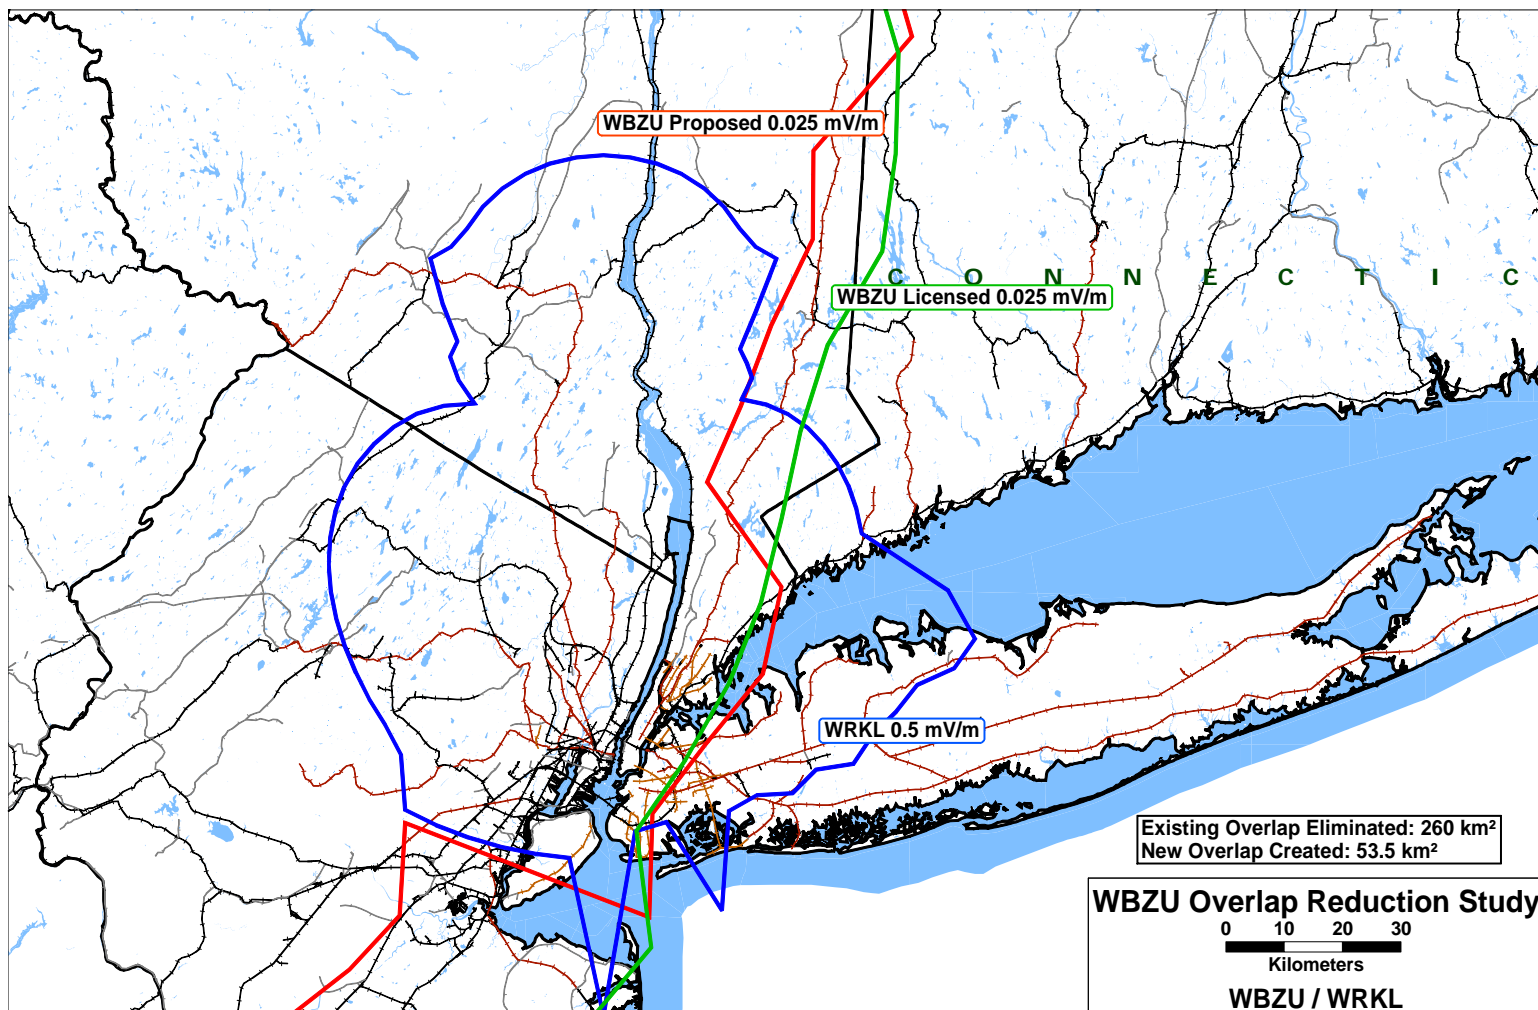 WBZU Proposed 0.025 mV/m
C O N N E C T I C
WBZU Licensed 0.025 mV/m
WRKL 0.5 mV/m
Existing Overlap Eliminated: 260 km²
New Overlap Created: 53.5 km²
WBZU Overlap Reduction Study
0 10 20 30
Kilometers
WBZU / WRKL